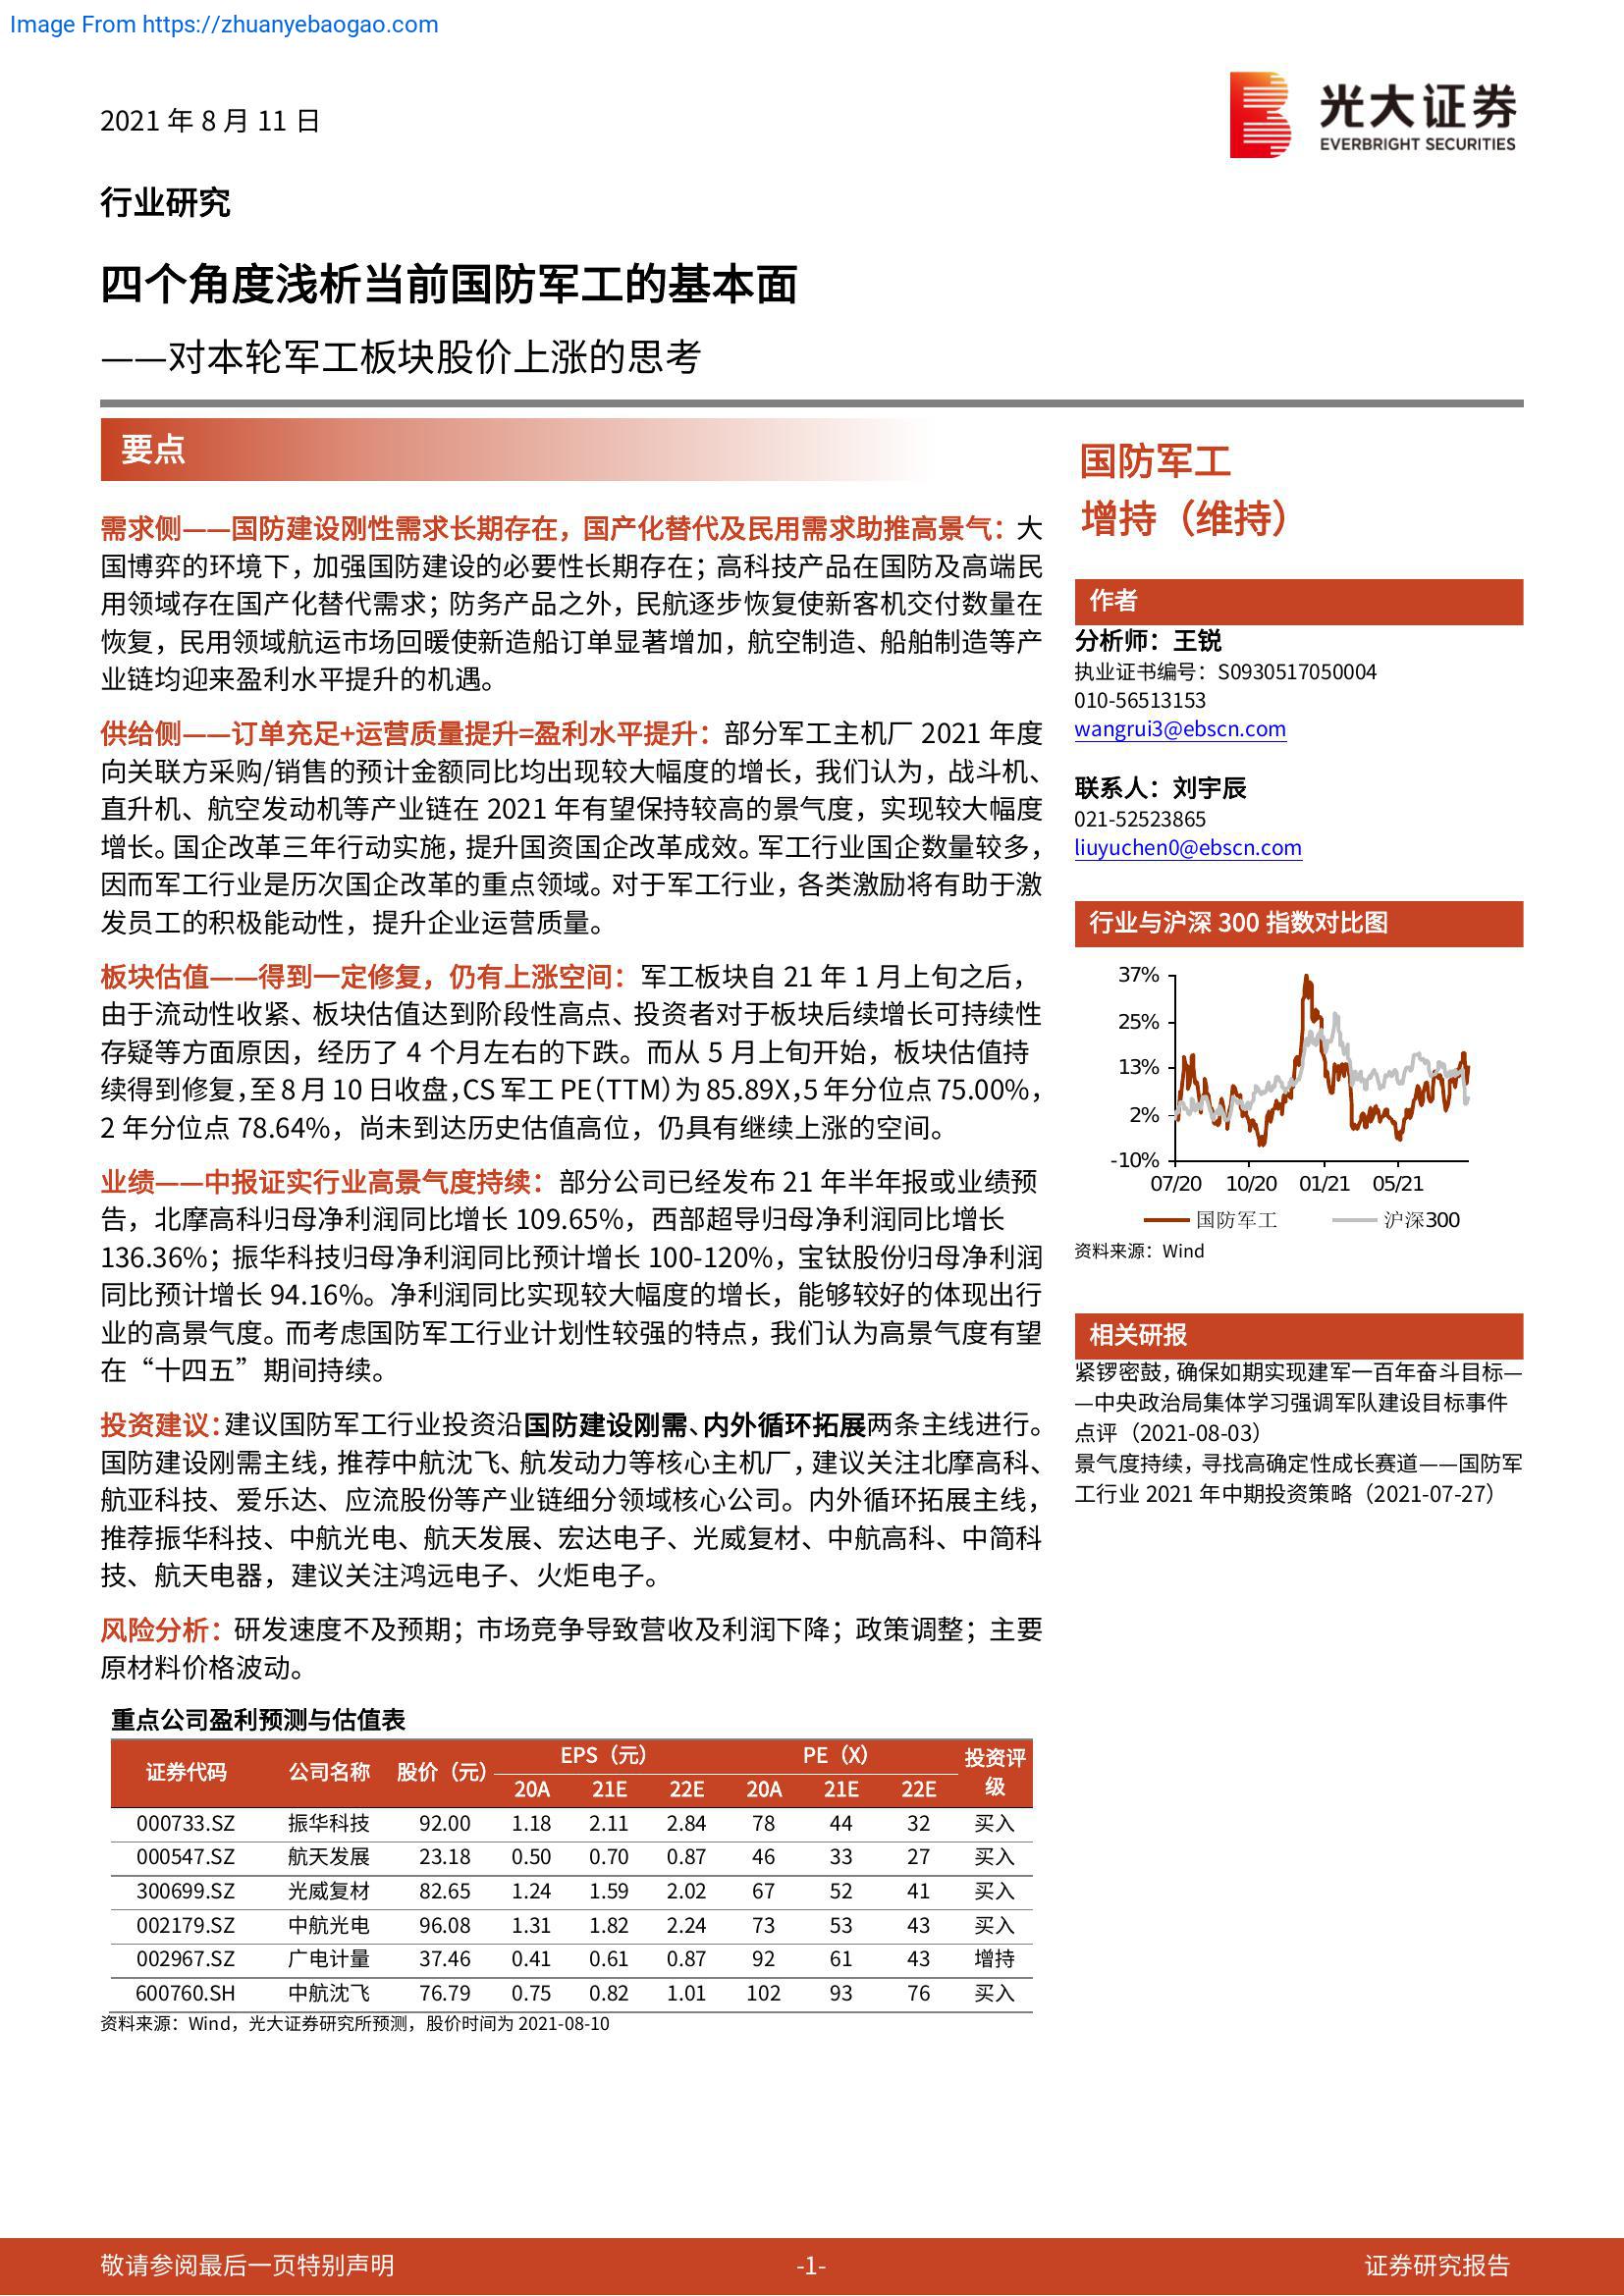 Image From https://zhuanyebaogao.com
2021 年 8 月 11 日
光大证券
EVERBRIGHT SECURITIES
行业研究
四个角度浅析当前国防军工的基本面
——对本轮军工板块股价上涨的思考
要点
需求侧——国防建设刚性需求长期存在，国产化替代及民用需求助推高景气：大
国博弈的环境下，加强国防建设的必要性长期存在；高科技产品在国防及高端民
用领域存在国产化替代需求；防务产品之外，民航逐步恢复使新客机交付数量在
恢复，民用领域航运市场回暖使新造船订单显著增加，航空制造、船舶制造等产
业链均迎来盈利水平提升的机遇。
供给侧——订单充足+运营质量提升=盈利水平提升：部分军工主机厂 2021 年度
向关联方采购/销售的预计金额同比均出现较大幅度的增长，我们认为，战斗机、
直升机、航空发动机等产业链在 2021 年有望保持较高的景气度，实现较大幅度
增长。国企改革三年行动实施，提升国资国企改革成效。军工行业国企数量较多，
因而军工行业是历次国企改革的重点领域。对于军工行业，各类激励将有助于激
发员工的积极能动性，提升企业运营质量。
板块估值——得到一定修复，仍有上涨空间：军工板块自 21 年 1 月上旬之后，
由于流动性收紧、板块估值达到阶段性高点、投资者对于板块后续增长可持续性
存疑等方面原因，经历了 4 个月左右的下跌。而从 5 月上旬开始，板块估值持
续得到修复，至 8 月 10 日收盘，CS 军工 PE（TTM）为 85.89X，5 年分位点 75.00%，
2 年分位点 78.64%，尚未到达历史估值高位，仍具有继续上涨的空间。
业绩——中报证实行业高景气度持续：部分公司已经发布 21 年半年报或业绩预
告，北摩高科归母净利润同比增长 109.65%，西部超导归母净利润同比增长
136.36%；振华科技归母净利润同比预计增长 100-120%，宝钛股份归母净利润
同比预计增长 94.16%。净利润同比实现较大幅度的增长，能够较好的体现出行
业的高景气度。而考虑国防军工行业计划性较强的特点，我们认为高景气度有望
在“十四五”期间持续。
投资建议：建议国防军工行业投资沿国防建设刚需、内外循环拓展两条主线进行。
国防建设刚需主线，推荐中航沈飞、航发动力等核心主机厂，建议关注北摩高科、
航亚科技、爱乐达、应流股份等产业链细分领域核心公司。内外循环拓展主线，
推荐振华科技、中航光电、航天发展、宏达电子、光威复材、中航高科、中简科
技、航天电器，建议关注鸿远电子、火炬电子。
风险分析：研发速度不及预期；市场竞争导致营收及利润下降；政策调整；主要
原材料价格波动。
重点公司盈利预测与估值表
证券代码 公司名称 股价（元） EPS（元） PE（X） 投资评级
20A 21E 22E 20A 21E 22E
000733.SZ 振华科技 92.00 1.18 2.11 2.84 78 44 32 买入
000547.SZ 航天发展 23.18 0.50 0.70 0.87 46 33 27 买入
300699.SZ 光威复材 82.65 1.24 1.59 2.02 67 52 41 买入
002179.SZ 中航光电 96.08 1.31 1.82 2.24 73 53 43 买入
002967.SZ 广电计量 37.46 0.41 0.61 0.87 92 61 43 增持
600760.SH 中航沈飞 76.79 0.75 0.82 1.01 102 93 76 买入
资料来源：Wind，光大证券研究所预测，股价时间为 2021-08-10
国防军工
增持（维持）
作者
分析师：王锐
执业证书编号：S0930517050004
010-56513153
wangrui3@ebscn.com
联系人：刘宇辰
021-52523865
liuyuchen0@ebscn.com
行业与沪深 300 指数对比图
37%
25%
13%
2%
-10%
07/20 10/20 01/21 05/21
国防军工 沪深300
资料来源：Wind
相关研报
紧锣密鼓，确保如期实现建军一百年奋斗目标—
—中央政治局集体学习强调军队建设目标事件
点评（2021-08-03）
景气度持续，寻找高确定性成长赛道——国防军
工行业 2021 年中期投资策略（2021-07-27）
敬请参阅最后一页特别声明 -1- 证券研究报告